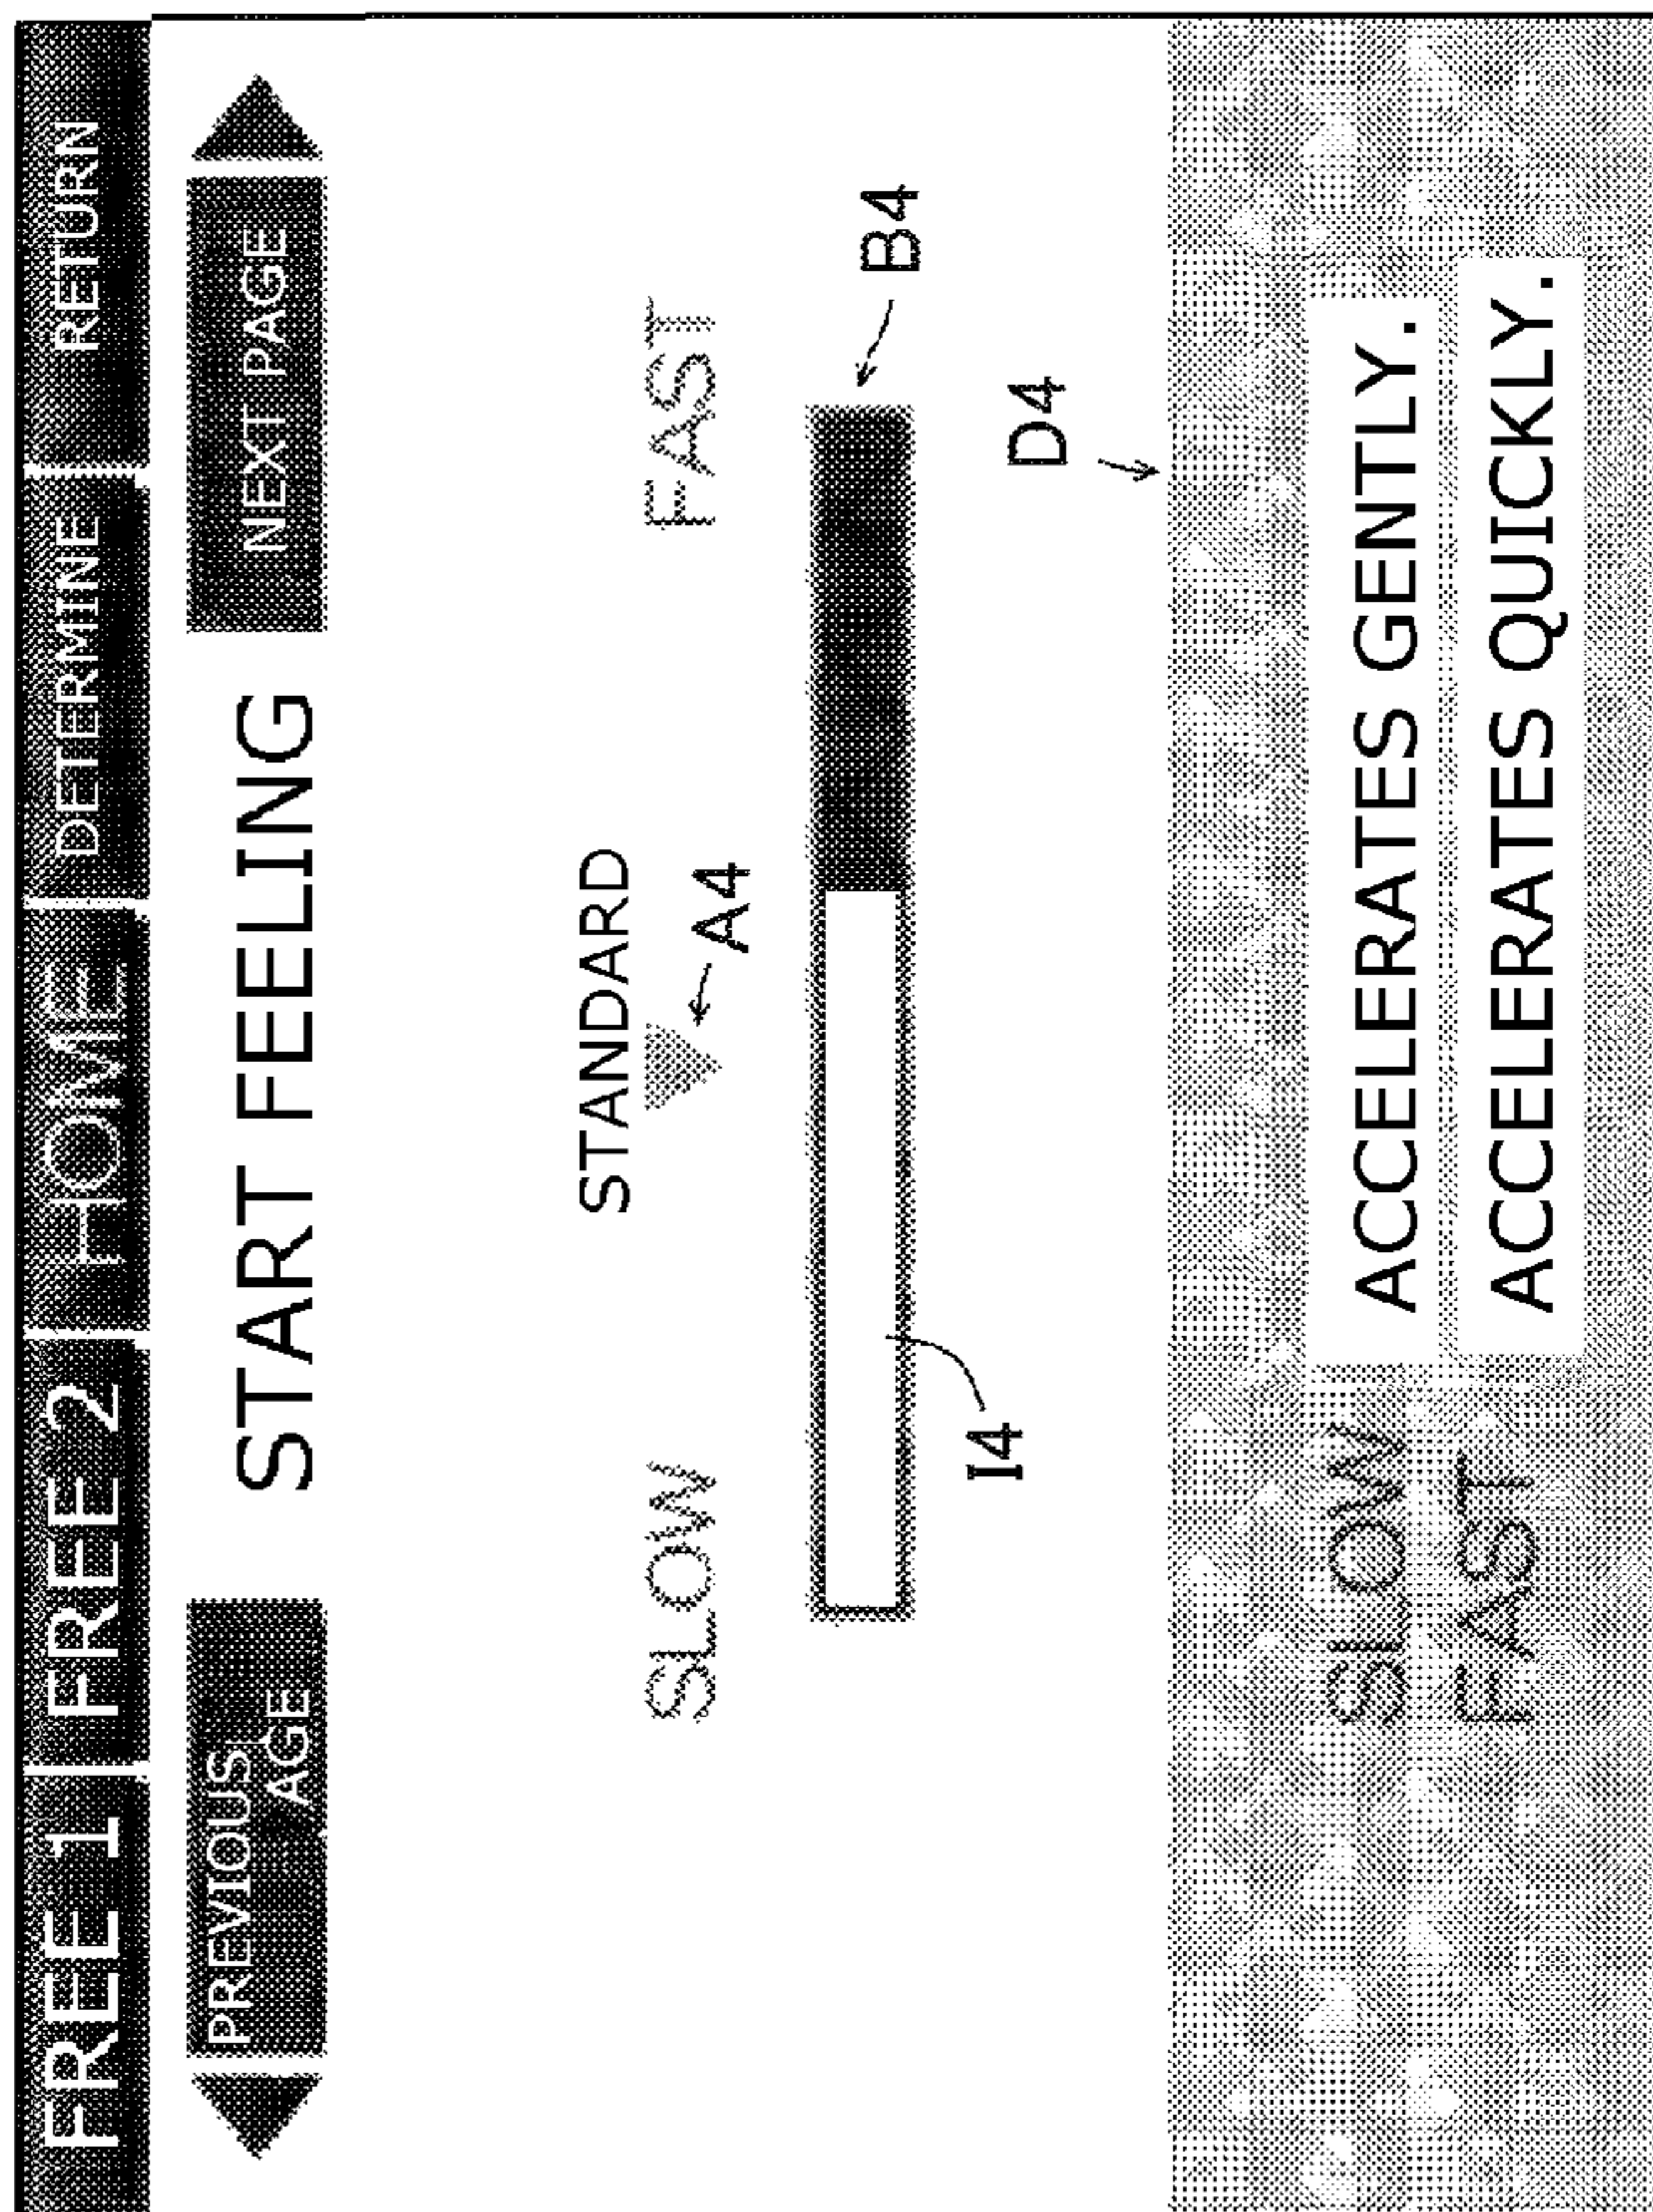 FREE 1 FREE 2 HOME DETERMINE RETURN
PREVIOUS
AGE
START FEELING
NEXT PAGE
STANDARD
SLOW
FAST
A4
B4
I4
D4
SLOW ACCELERATES GENTLY.
FAST ACCELERATES QUICKLY.